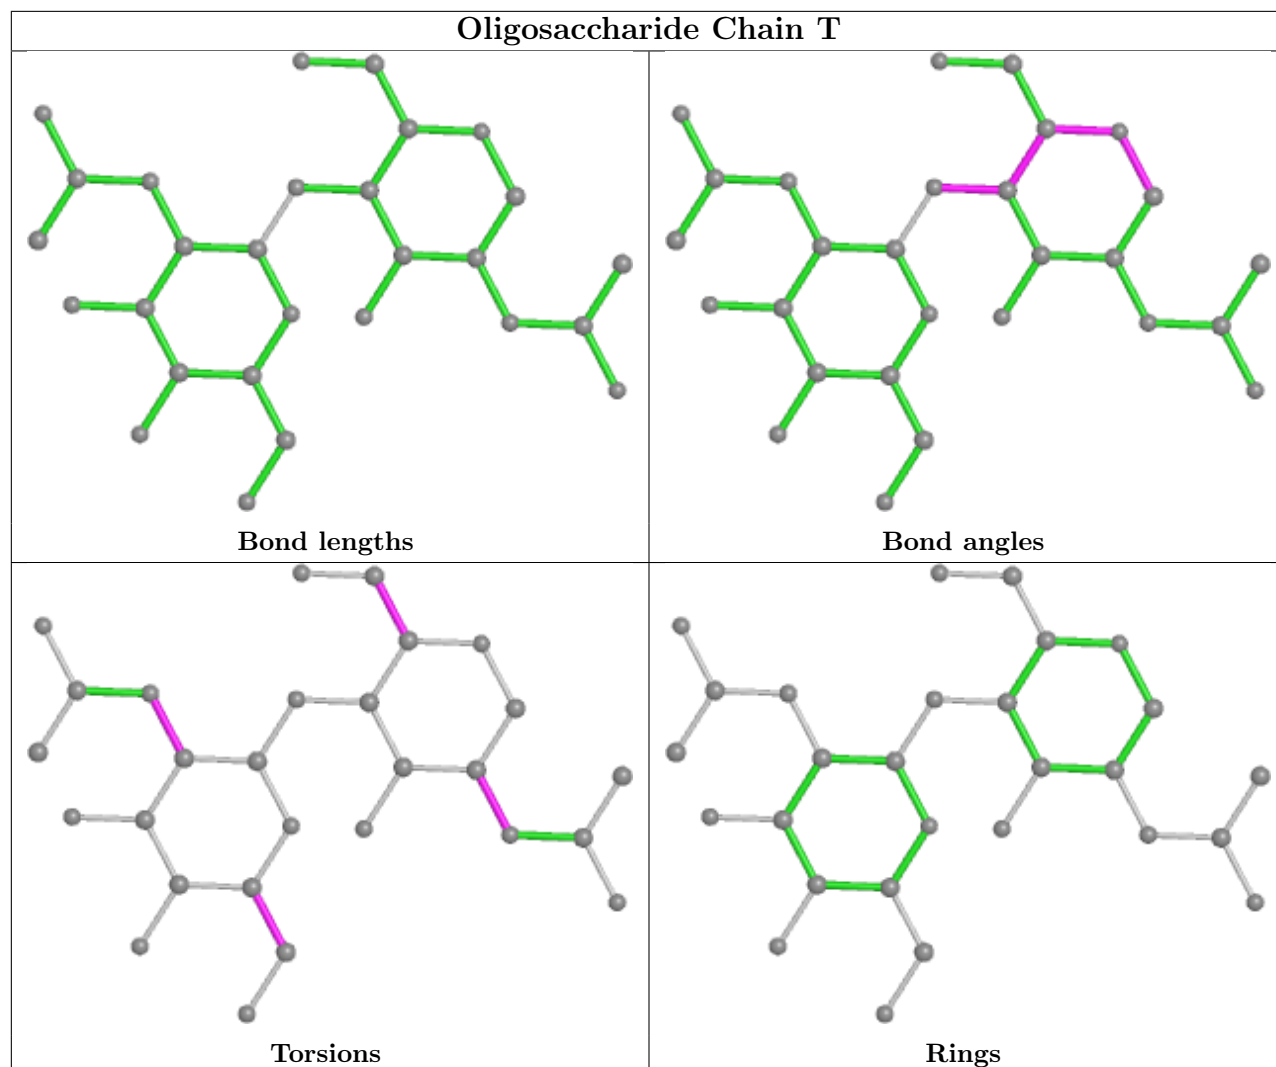 Oligosaccharide Chain T
Bond lengths
Bond angles
Torsions
Rings